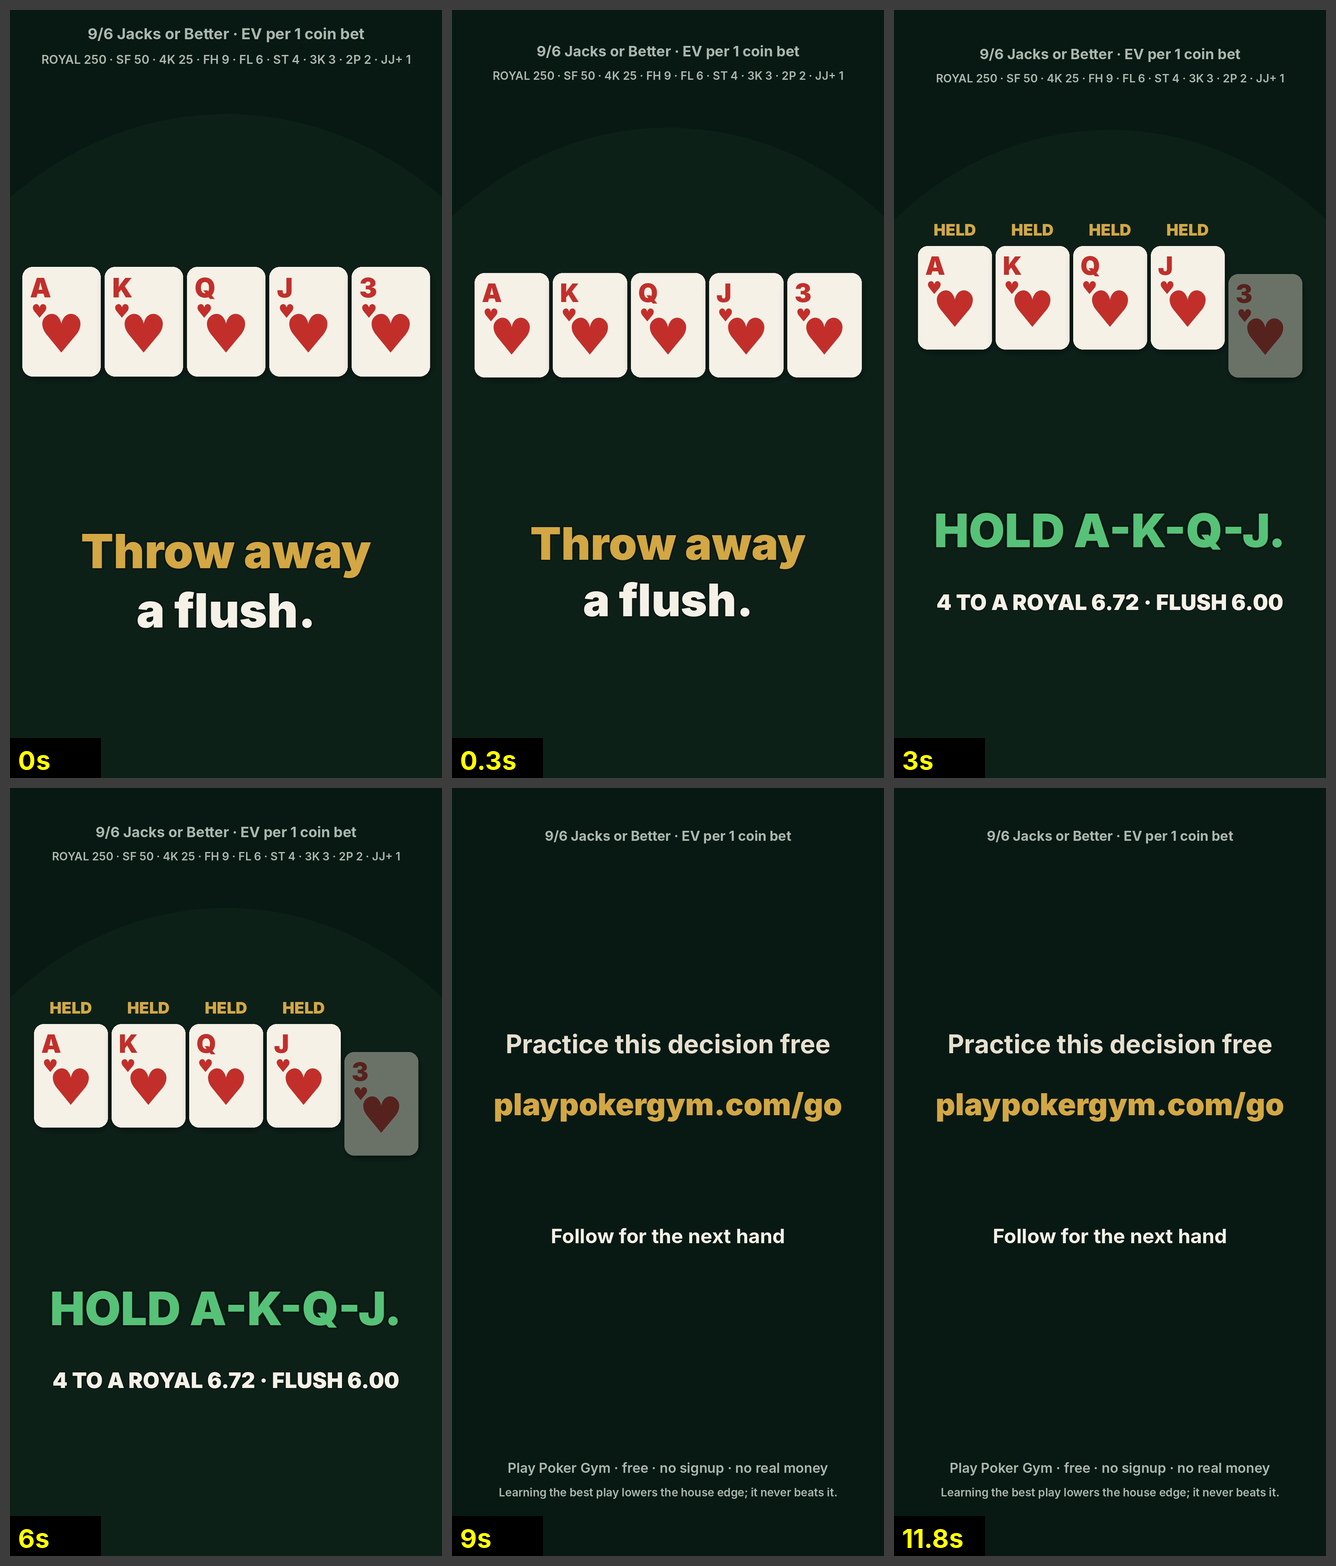 9/6 Jacks or Better · EV per 1 coin bet
ROYAL 250 · SF 50 · 4K 25 · FH 9 · FL 6 · ST 4 · 3K 3 · 2P 2 · JJ+ 1
A K Q J 3
Throw away
a flush.
0s
9/6 Jacks or Better · EV per 1 coin bet
ROYAL 250 · SF 50 · 4K 25 · FH 9 · FL 6 · ST 4 · 3K 3 · 2P 2 · JJ+ 1
A K Q J 3
Throw away
a flush.
0.3s
9/6 Jacks or Better · EV per 1 coin bet
ROYAL 250 · SF 50 · 4K 25 · FH 9 · FL 6 · ST 4 · 3K 3 · 2P 2 · JJ+ 1
HELD HELD HELD HELD
A K Q J 3
HOLD A-K-Q-J.
4 TO A ROYAL 6.72 · FLUSH 6.00
3s
9/6 Jacks or Better · EV per 1 coin bet
ROYAL 250 · SF 50 · 4K 25 · FH 9 · FL 6 · ST 4 · 3K 3 · 2P 2 · JJ+ 1
HELD HELD HELD HELD
A K Q J 3
HOLD A-K-Q-J.
4 TO A ROYAL 6.72 · FLUSH 6.00
6s
9/6 Jacks or Better · EV per 1 coin bet
Practice this decision free
playpokergym.com/go
Follow for the next hand
Play Poker Gym · free · no signup · no real money
Learning the best play lowers the house edge; it never beats it.
9s
9/6 Jacks or Better · EV per 1 coin bet
Practice this decision free
playpokergym.com/go
Follow for the next hand
Play Poker Gym · free · no signup · no real money
Learning the best play lowers the house edge; it never beats it.
11.8s